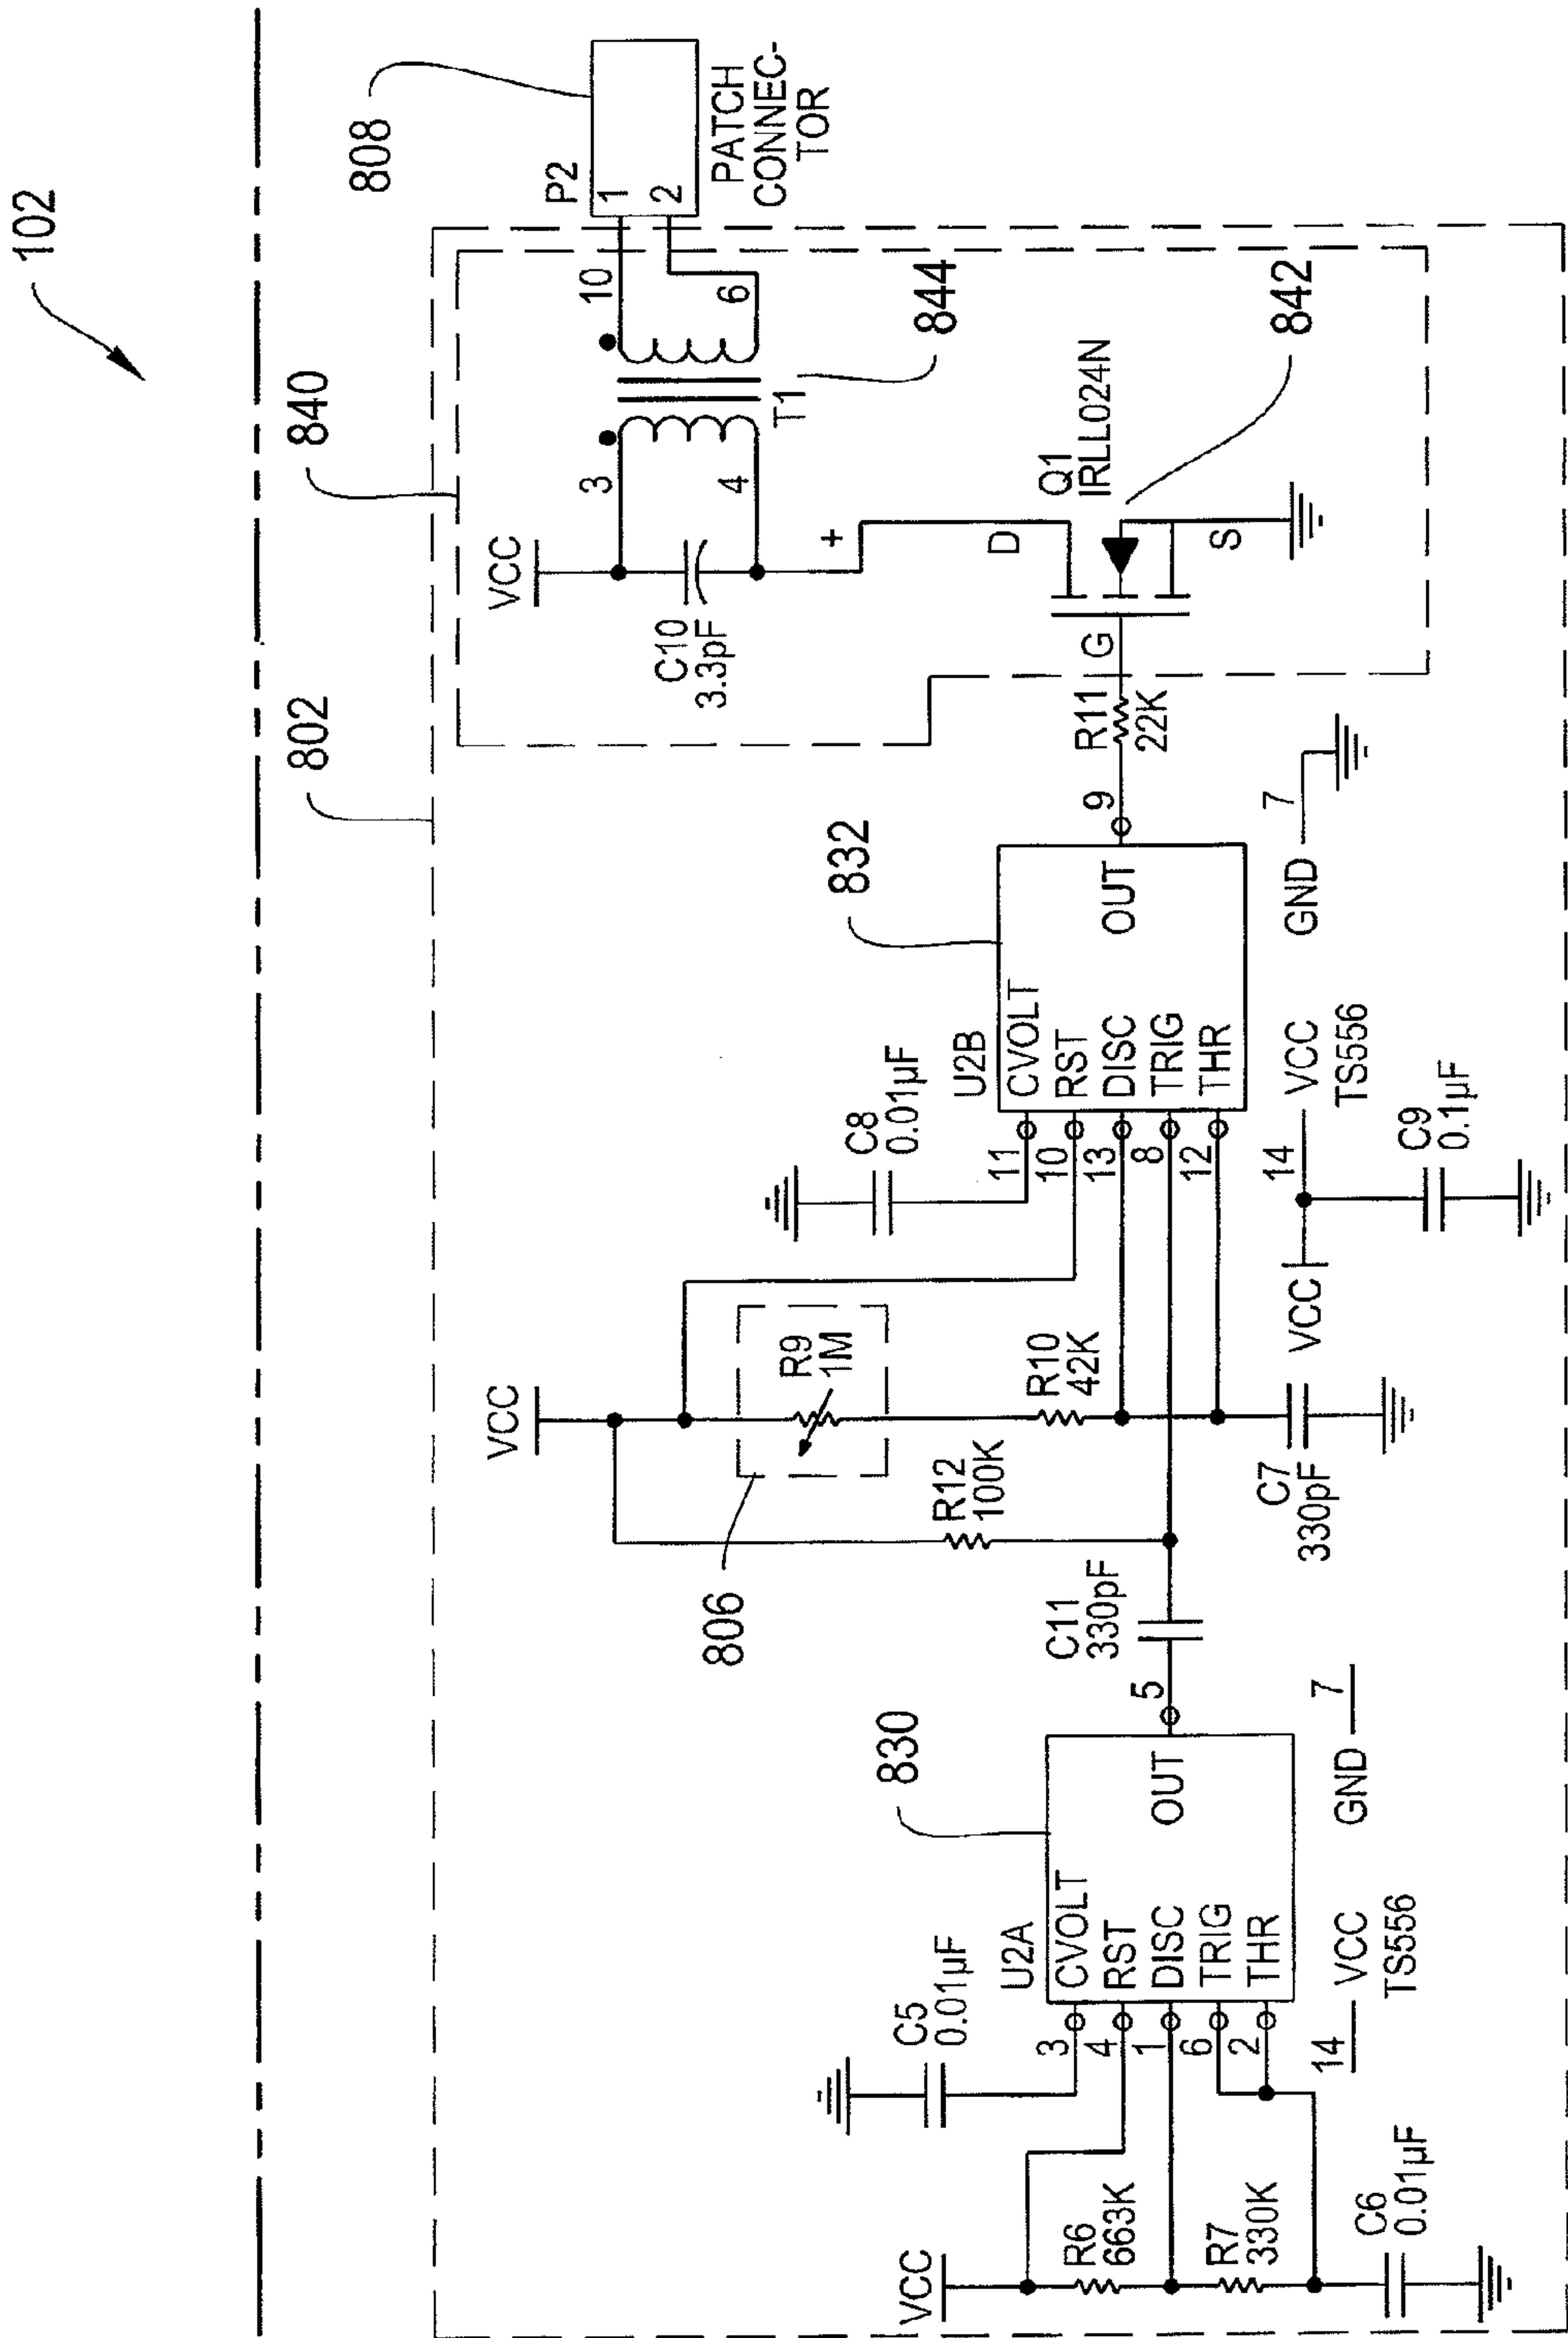 102
802
840
808
P2
1
2
PATCH
CONNEC-
TOR
VCC
3
4
10
6
T1
844
C10
3.3pF
+
D
G
S
Q1
IRLL024N
842
R11
22K
9
832
U2B
CVOLT
RST
DISC
TRIG
THR
OUT
11
10
13
8
12
C8
0.01µF
GND
7
14
VCC
TS556
VCC
C9
0.1µF
VCC
R9
1M
806
R10
42K
R12
100K
C7
330pF
C11
330pF
5
830
U2A
CVOLT
RST
DISC
TRIG
THR
OUT
3
4
1
6
2
C5
0.01µF
GND
7
14
VCC
TS556
VCC
R6
663K
R7
330K
C6
0.01µF